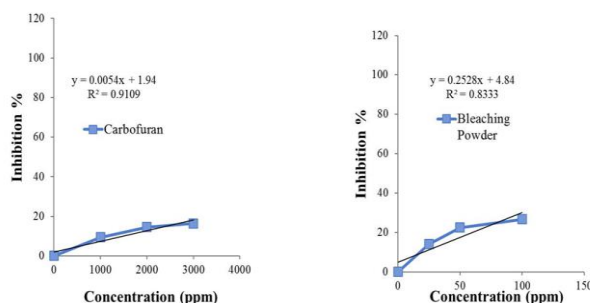 120
100
80
60
40
20
0
Inhibition %
y = 0.0054x + 1.94
R² = 0.9109
Carbofuran
0 1000 2000 3000 4000
Concentration (ppm)
120
100
80
60
40
20
0
Inhibition %
y = 0.2528x + 4.84
R² = 0.8333
Bleaching
Powder
0 50 100 150
Concentration (ppm)